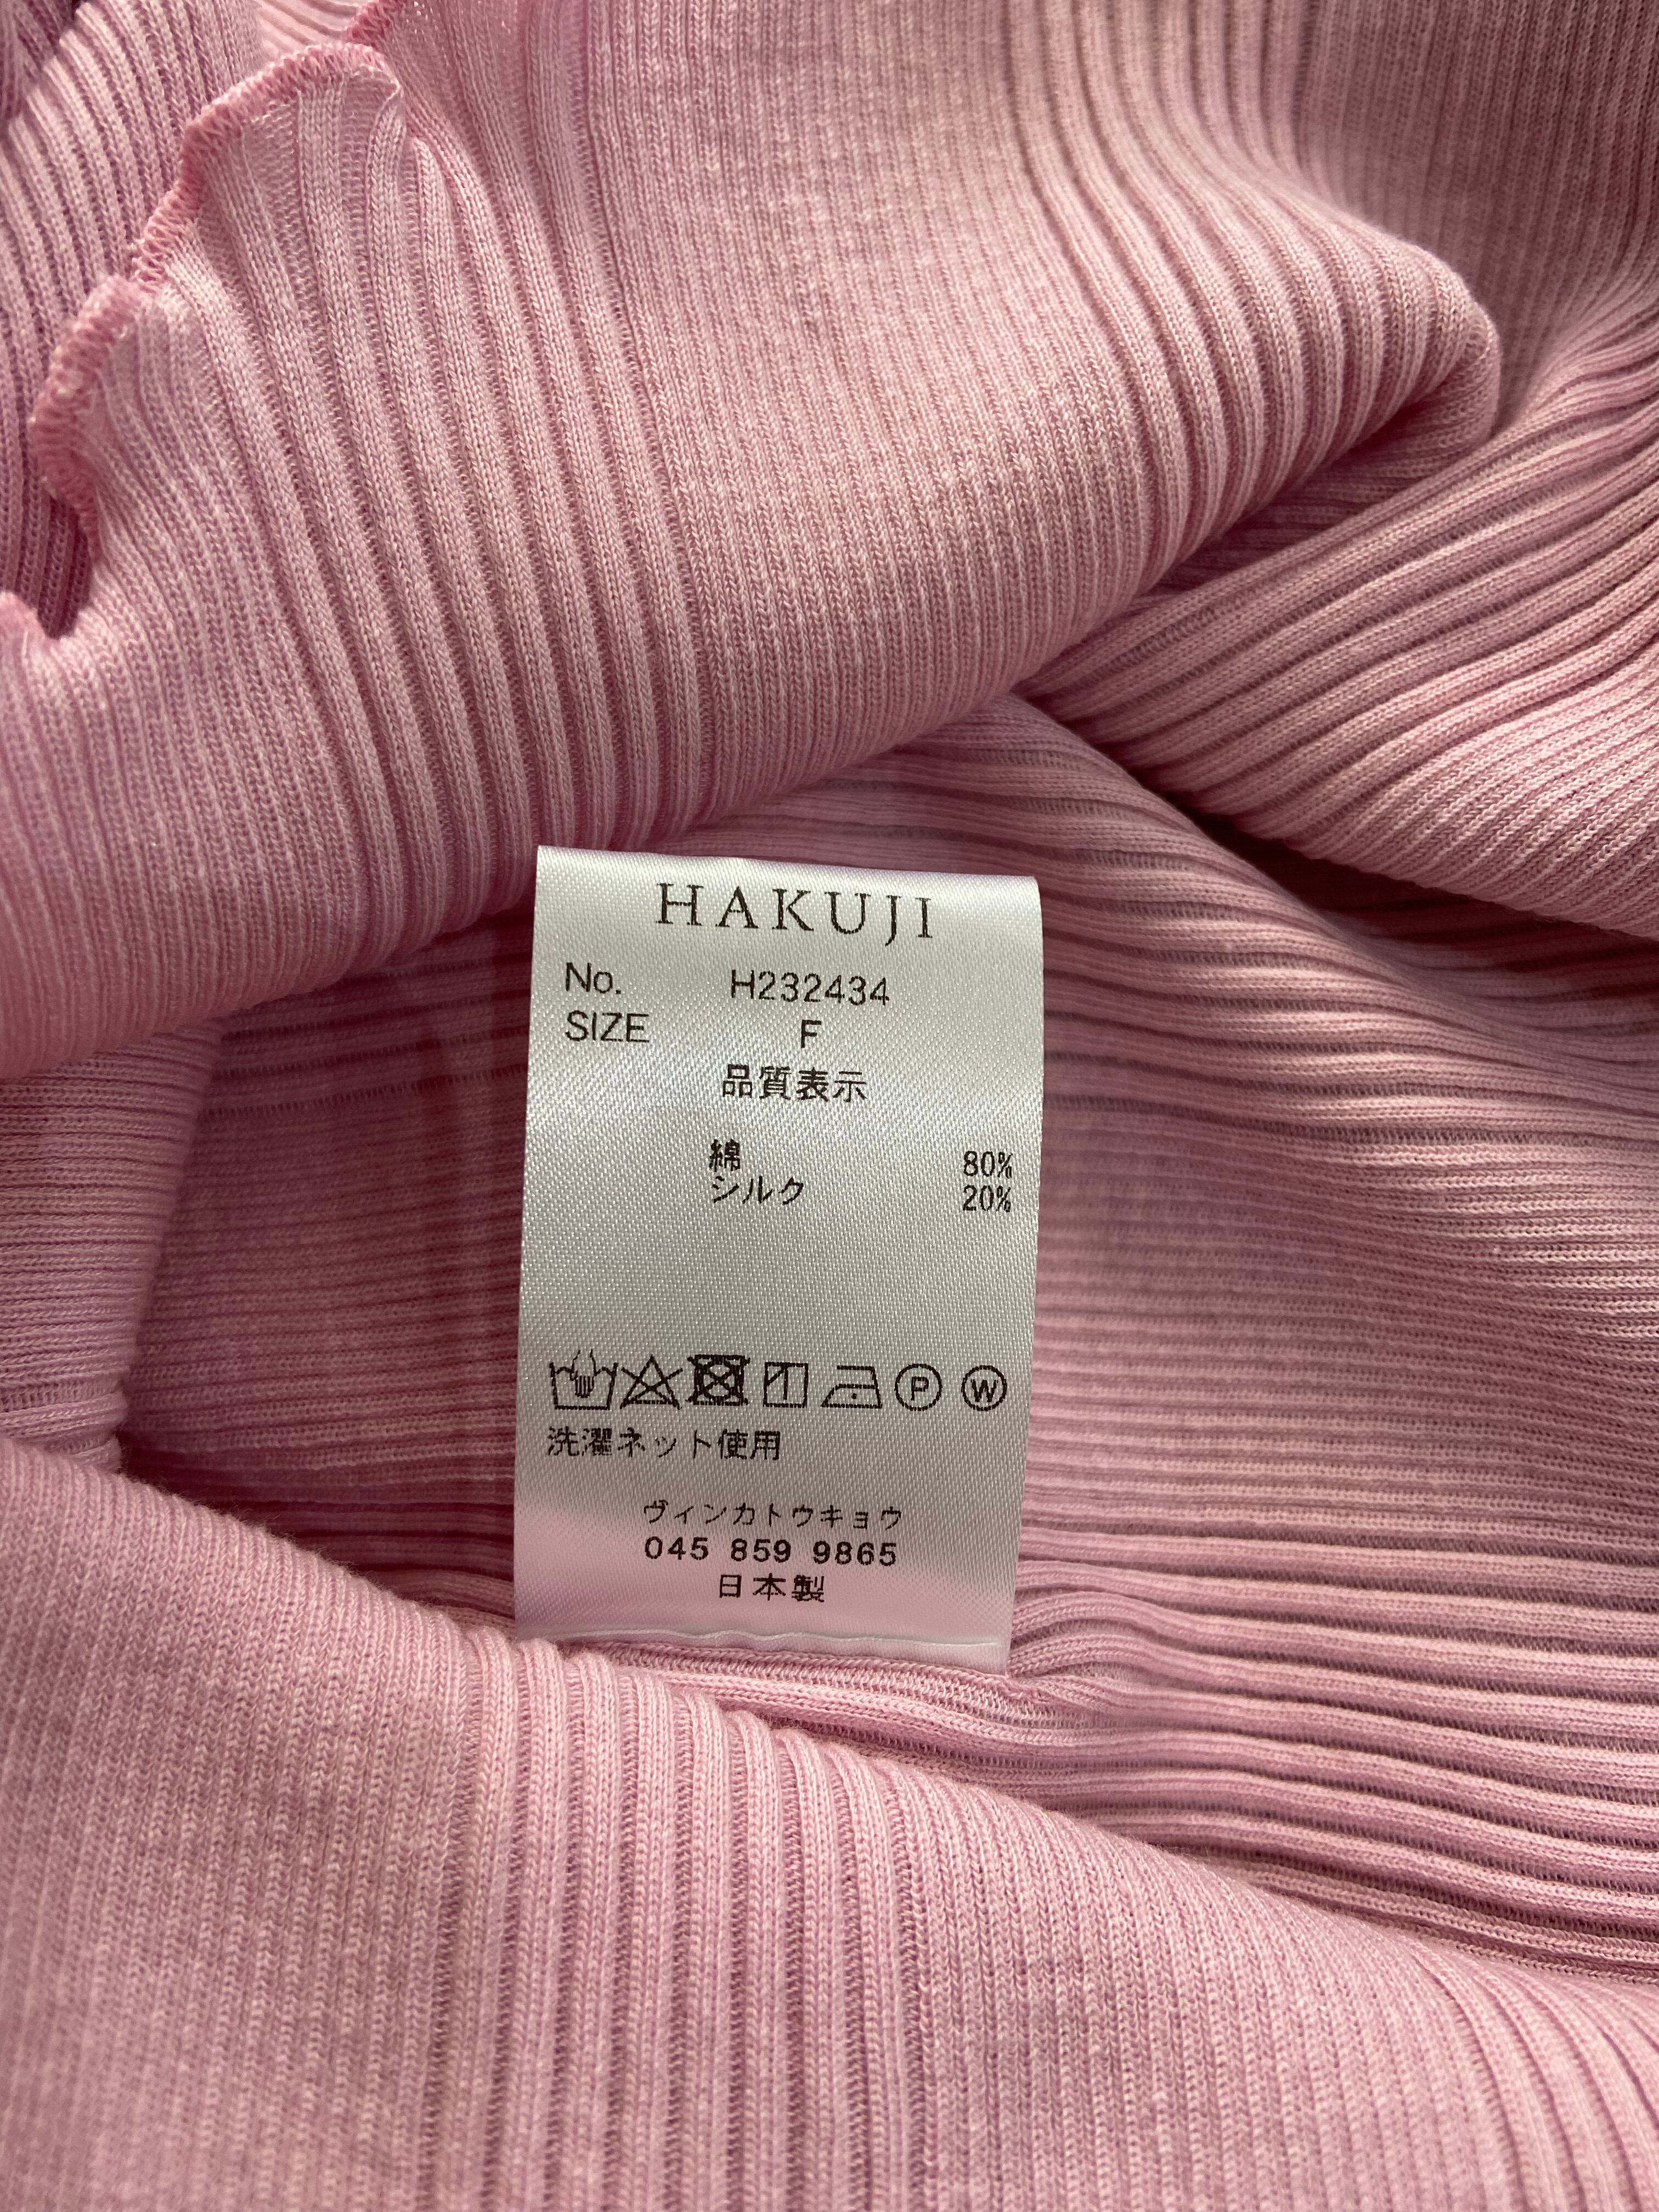 HAKUJI
No. H232434
SIZE F
品質表示
綿 80%
シルク 20%
P W
洗濯ネット使用
ヴィンカトウキョウ
045 859 9865
日本製